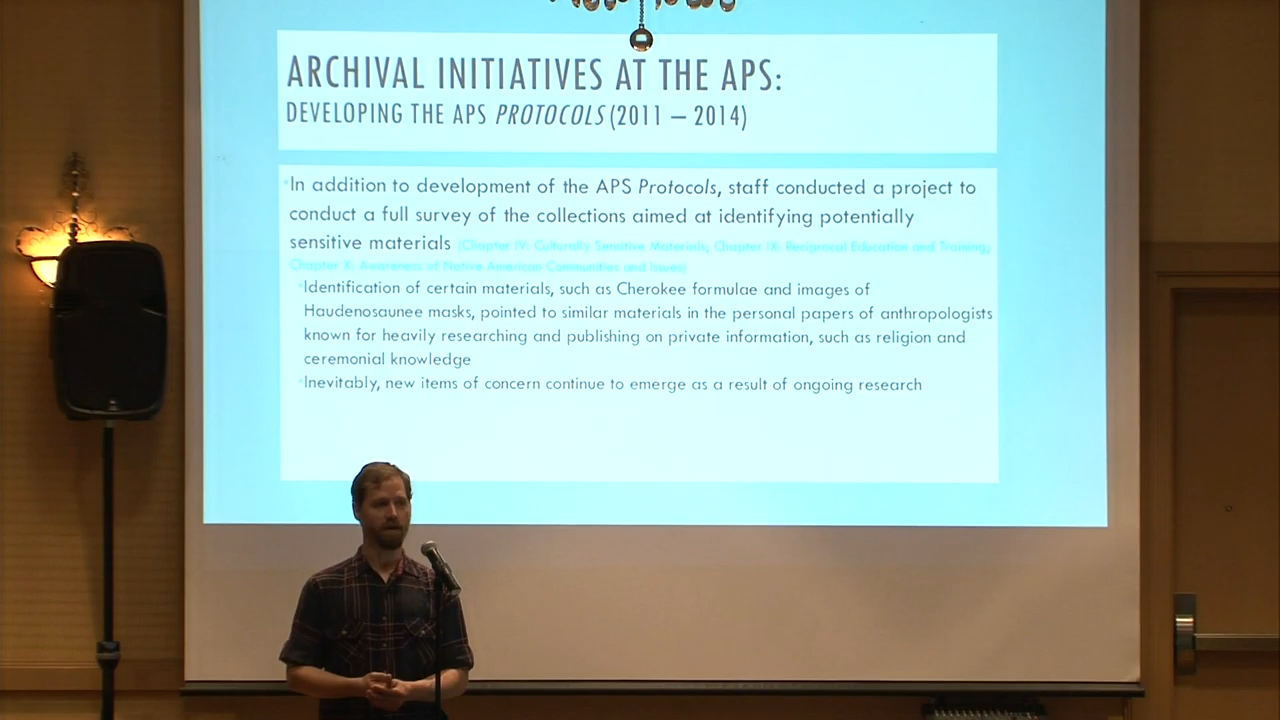 ARCHIVAL INITIATIVES AT THE APS:
DEVELOPING THE APS PROTOCOLS (2011 – 2014)
In addition to development of the APS Protocols, staff conducted a project to
conduct a full survey of the collections aimed at identifying potentially
sensitive materials (Chapter IV: Culturally Sensitive Materials; Chapter IX: Reciprocal Education and Training;
Chapter X: Awareness of Native American Communities and Issues)
Identification of certain materials, such as Cherokee formulae and images of
Haudenosaunee masks, pointed to similar materials in the personal papers of anthropologists
known for heavily researching and publishing on private information, such as religion and
ceremonial knowledge
Inevitably, new items of concern continue to emerge as a result of ongoing research